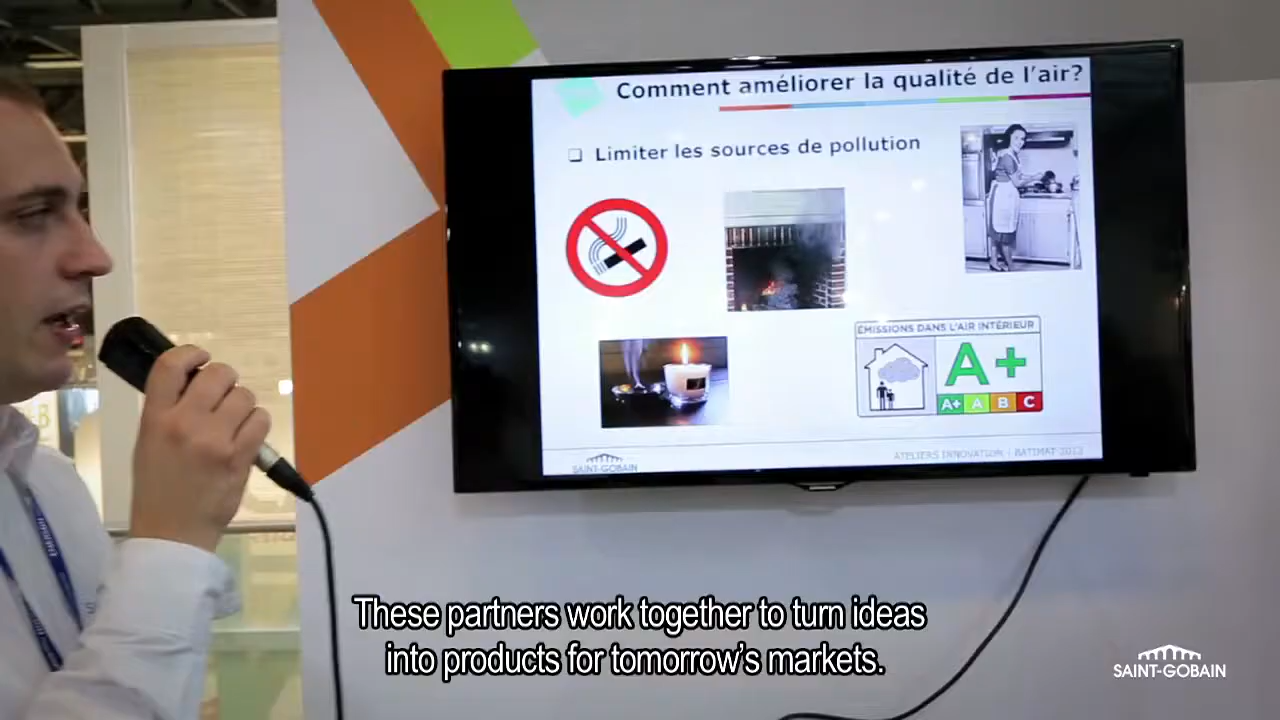 Comment améliorer la qualité de l'air?
❑ Limiter les sources de pollution
ÉMISSIONS DANS L'AIR INTÉRIEUR
A+
A+ A B C
SAINT-GOBAIN
ATELIERS INNOVATION | BATIMAT 2013
These partners work together to turn ideas
into products for tomorrow's markets.
SAINT-GOBAIN